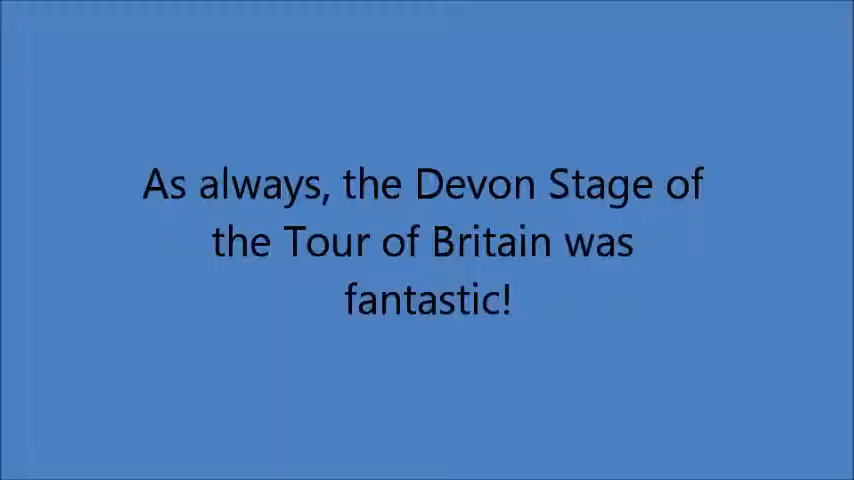 As always, the Devon Stage of
the Tour of Britain was
fantastic!